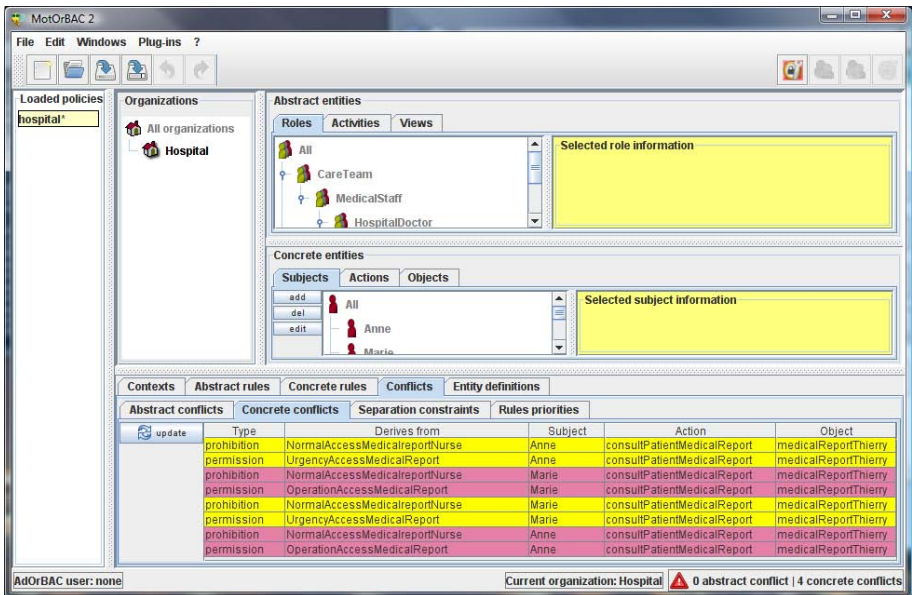 MotOrBAC 2
File Edit Windows Plug-ins ?
Loaded policies
hospital*
Organizations
All organizations
Hospital
Abstract entities
Roles Activities Views
All
CareTeam
MedicalStaff
HospitalDoctor
Selected role information
Concrete entities
Subjects Actions Objects
add
del
edit
All
Anne
Marie
Selected subject information
Contexts Abstract rules Concrete rules Conflicts Entity definitions
Abstract conflicts Concrete conflicts Separation constraints Rules priorities
update
Type Derives from Subject Action Object
prohibition NormalAccessMedicalreportNurse Anne consultPatientMedicalReport medicalReportThierry
permission UrgencyAccessMedicalReport Anne consultPatientMedicalReport medicalReportThierry
prohibition NormalAccessMedicalreportNurse Marie consultPatientMedicalReport medicalReportThierry
permission OperationAccessMedicalReport Marie consultPatientMedicalReport medicalReportThierry
prohibition NormalAccessMedicalreportNurse Marie consultPatientMedicalReport medicalReportThierry
permission UrgencyAccessMedicalReport Marie consultPatientMedicalReport medicalReportThierry
prohibition NormalAccessMedicalreportNurse Anne consultPatientMedicalReport medicalReportThierry
permission OperationAccessMedicalReport Anne consultPatientMedicalReport medicalReportThierry
AdOrBAC user: none
Current organization: Hospital
0 abstract conflict | 4 concrete conflicts